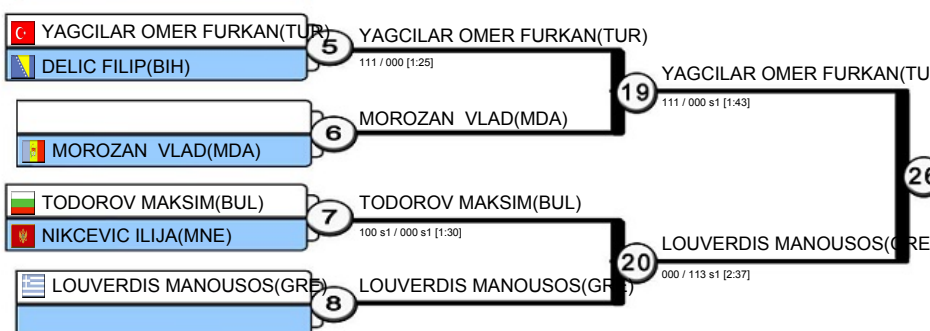 YAGCILAR OMER FURKAN(TUR)
DELIC FILIP(BIH)
5
YAGCILAR OMER FURKAN(TUR)
111 / 000 [1:25]
MOROZAN VLAD(MDA)
6
MOROZAN VLAD(MDA)
19
YAGCILAR OMER FURKAN(TU
111 / 000 s1 [1:43]
TODOROV MAKSIM(BUL)
NIKCEVIC ILIJA(MNE)
7
TODOROV MAKSIM(BUL)
100 s1 / 000 s1 [1:30]
LOUVERDIS MANOUSOS(GRE)
8
LOUVERDIS MANOUSOS(GRE)
20
LOUVERDIS MANOUSOS(GRE
000 / 113 s1 [2:37]
26